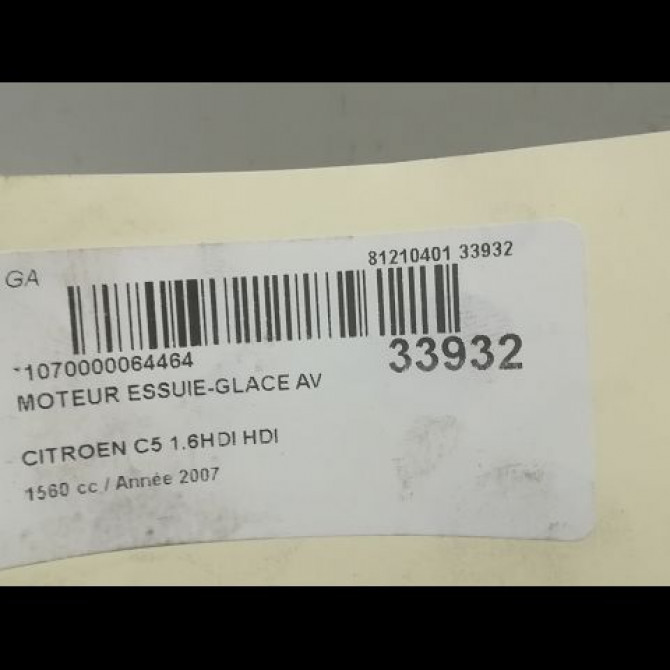 GA
81210401 33932
*1070000064464
33932
MOTEUR ESSUIE-GLACE AV
CITROEN C5 1.6HDI HDI
1560 cc / Année 2007